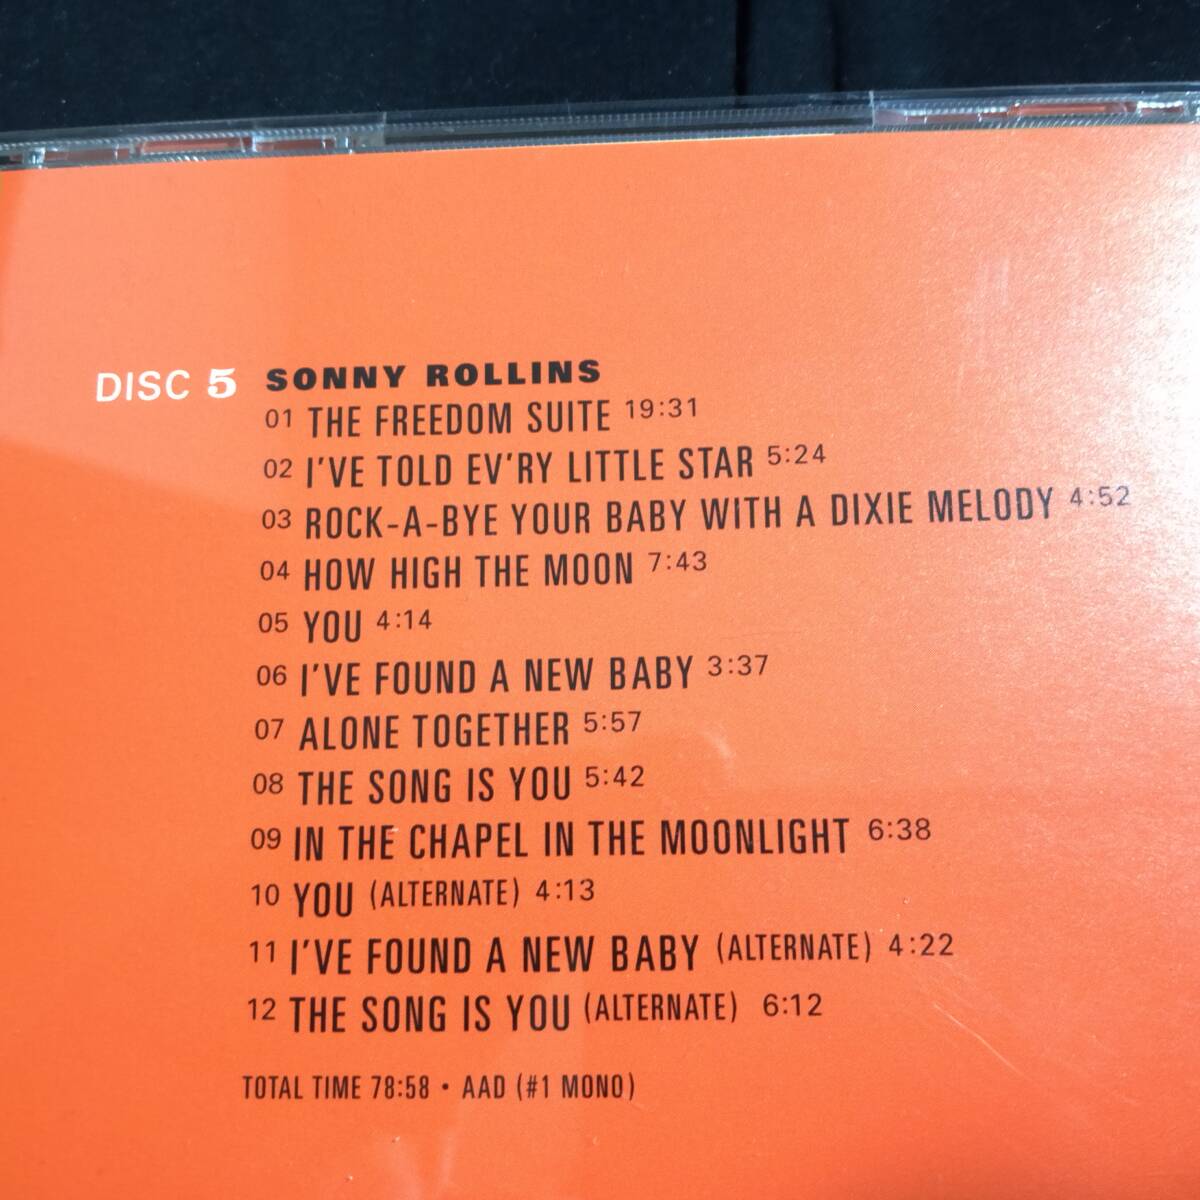 DISC 5 SONNY ROLLINS
01 THE FREEDOM SUITE 19:31
02 I'VE TOLD EV'RY LITTLE STAR 5:24
03 ROCK-A-BYE YOUR BABY WITH A DIXIE MELODY 4:52
04 HOW HIGH THE MOON 7:43
05 YOU 4:14
06 I'VE FOUND A NEW BABY 3:37
07 ALONE TOGETHER 5:57
08 THE SONG IS YOU 5:42
09 IN THE CHAPEL IN THE MOONLIGHT 6:38
10 YOU (ALTERNATE) 4:13
11 I'VE FOUND A NEW BABY (ALTERNATE) 4:22
12 THE SONG IS YOU (ALTERNATE) 6:12
TOTAL TIME 78:58 • AAD (#1 MONO)